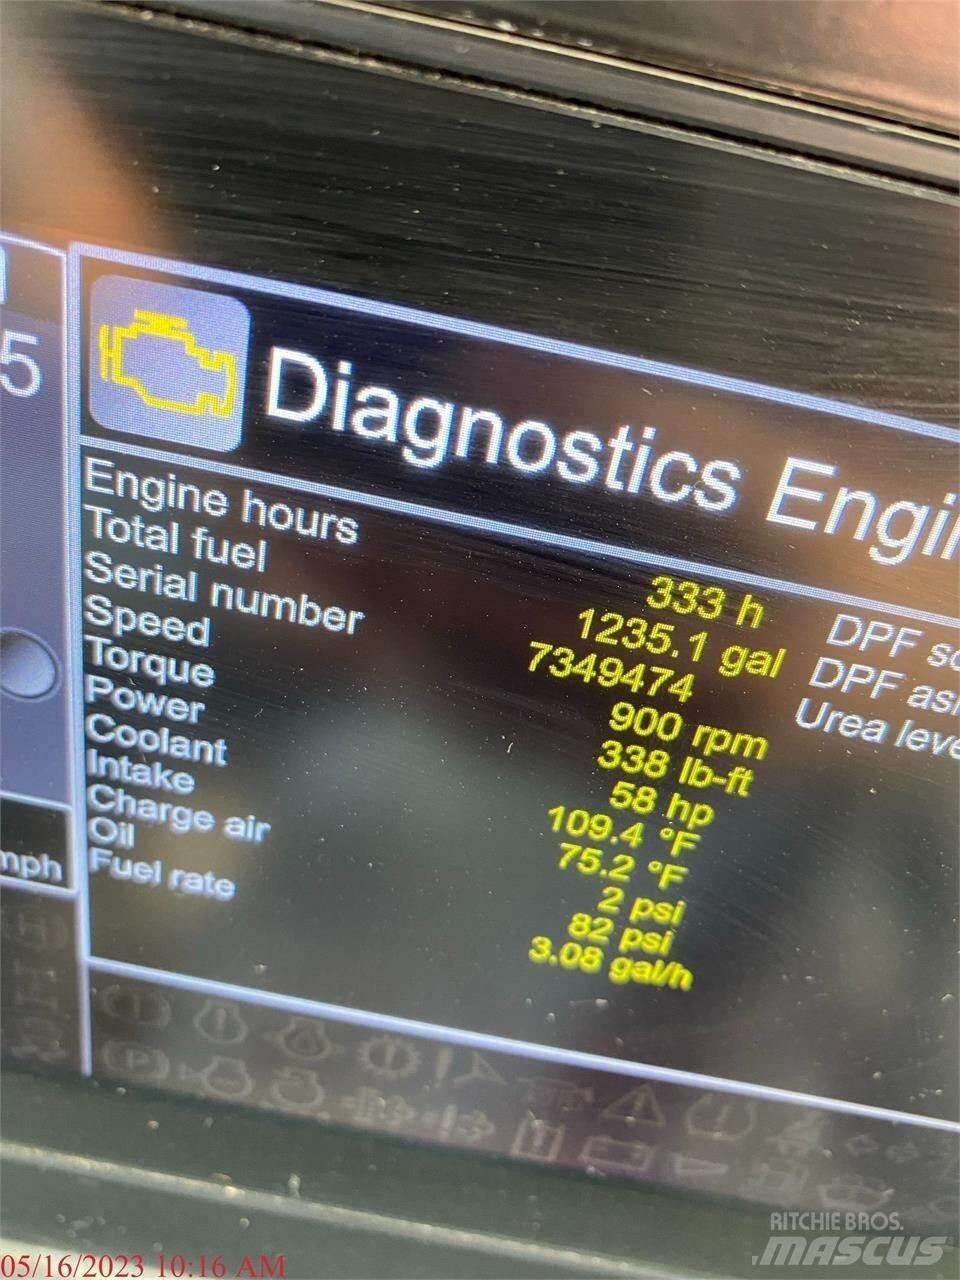 5
Diagnostics Engi
Engine hours 333 h
Total fuel 1235.1 gal
Serial number 7349474
Speed 900 rpm
Torque 338 lb-ft
Power 58 hp
Coolant 109.4 °F
Intake 75.2 °F
Charge air 2 psi
Oil 82 psi
Fuel rate 3.08 gal/h
DPF
DPF
Urea
mph
RITCHIE BROS.
MASCUS
05/16/2023 10:16 AM